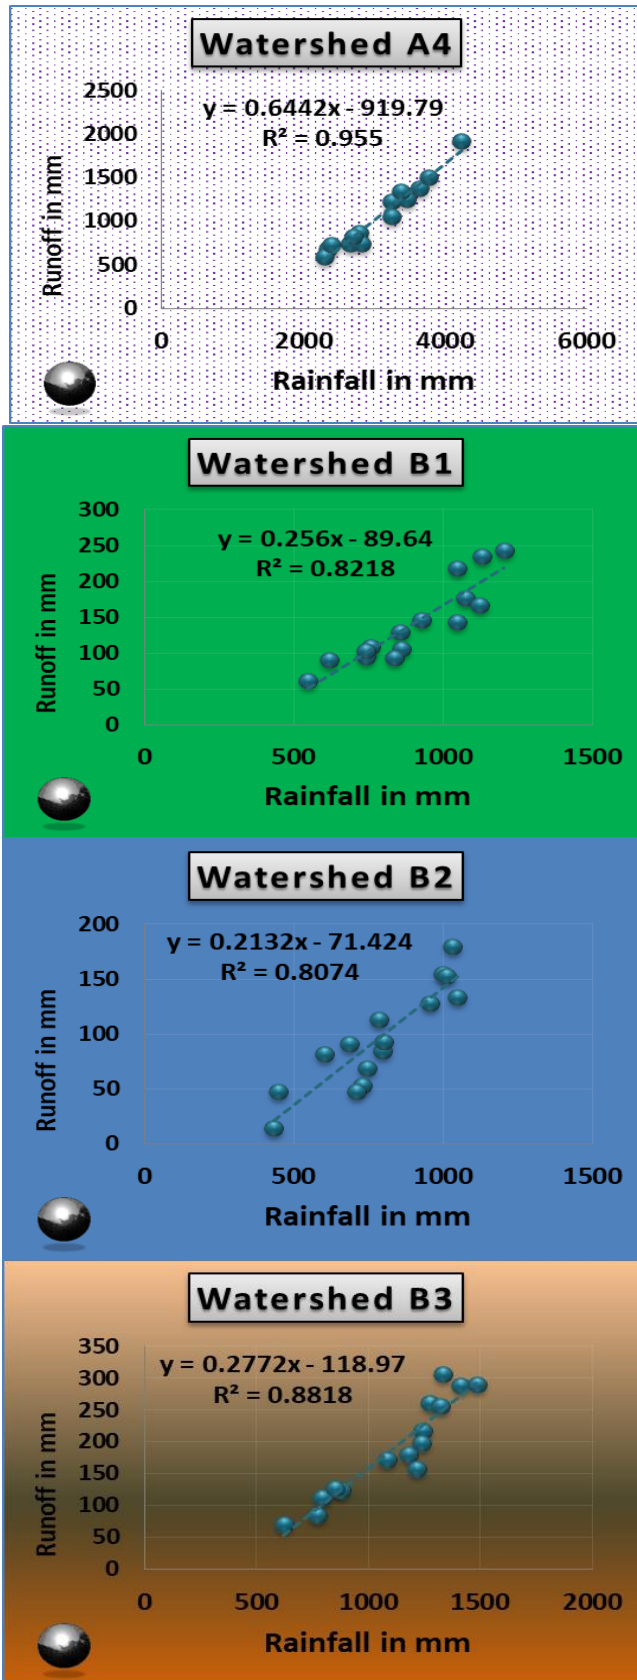 Watershed A4
2500
2000
1500
1000
500
0
Runoff in mm
y = 0.6442x - 919.79
R² = 0.955
0 2000 4000 6000
Rainfall in mm
Watershed B1
300
250
200
150
100
50
0
Runoff in mm
y = 0.256x - 89.64
R² = 0.8218
0 500 1000 1500
Rainfall in mm
Watershed B2
200
150
100
50
0
Runoff in mm
y = 0.2132x - 71.424
R² = 0.8074
0 500 1000 1500
Rainfall in mm
Watershed B3
350
300
250
200
150
100
50
0
Runoff in mm
y = 0.2772x - 118.97
R² = 0.8818
0 500 1000 1500 2000
Rainfall in mm